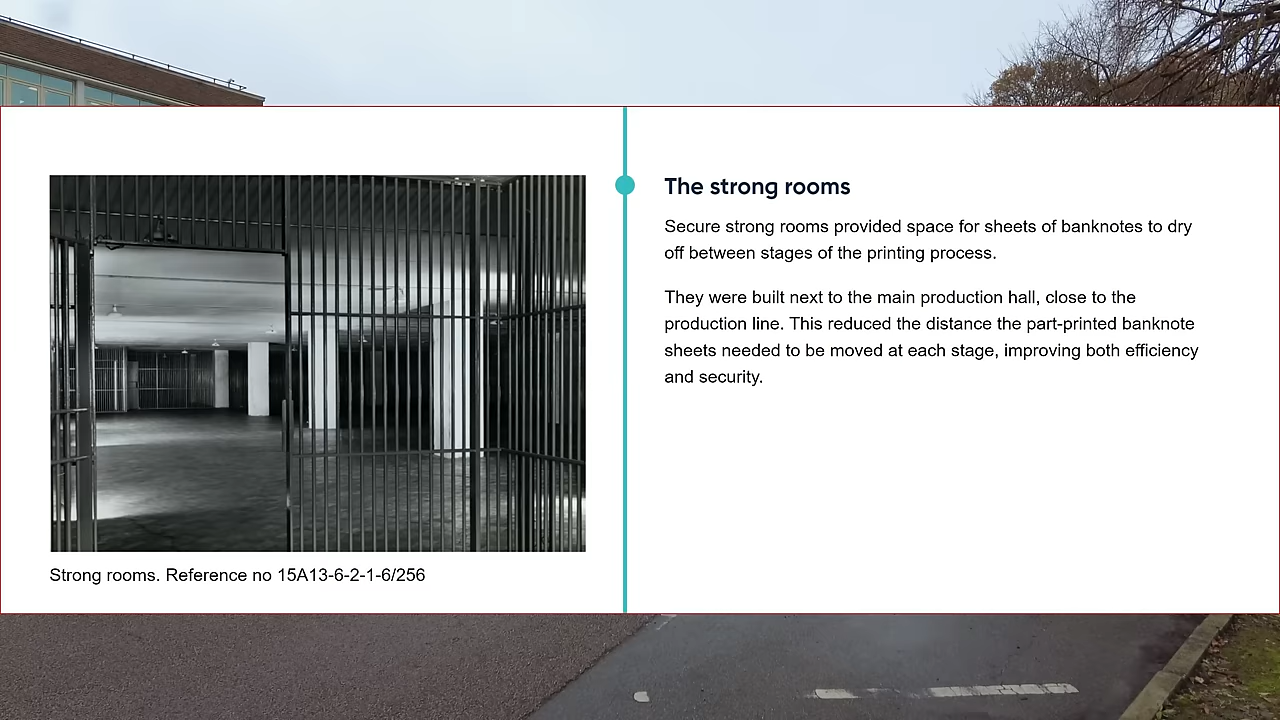 The strong rooms
Secure strong rooms provided space for sheets of banknotes to dry
off between stages of the printing process.
They were built next to the main production hall, close to the
production line. This reduced the distance the part-printed banknote
sheets needed to be moved at each stage, improving both efficiency
and security.
Strong rooms. Reference no 15A13-6-2-1-6/256